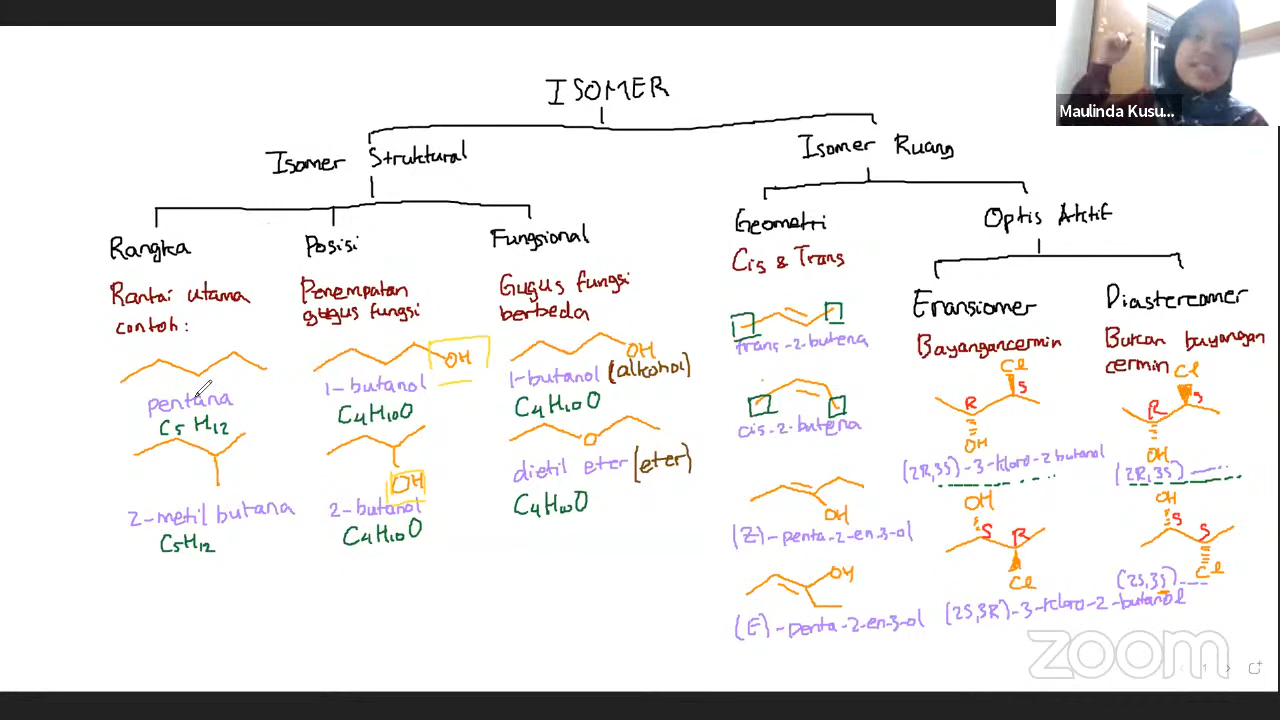 ISOMER
Isomer Struktural
Isomer Ruang
Rangka
Rantai utama
contoh:
pentana
C5 H12
2-metil butana
C5H12
Posisi
Penempatan
gugus fungsi
OH
1-butanol
C4H10O
OH
2-butanol
C4H10O
Fungsional
Gugus fungsi
berbeda
OH
1-butanol (alkohol)
C4H10O
O
dietil eter (eter)
C4H10O
Geometri
Cis & Trans
trans-2-butena
cis-2-butena
OH
(Z)-penta-2-en-3-ol
OH
(E)-penta-2-en-3-ol
Optis Aktif
Enansiomer
Bayangancermin
Cl
R S
OH
(2R,3S)-3-kloro-2 butanol
OH
S R
Cl
(2S,3R)-3-kloro-2-butanol
Diastereomer
Bukan bayangan
cermin
Cl
R S
OH
(2R,3S)
OH
S S
Cl
(2S,3S)
Maulinda Kusu...
zoom
1